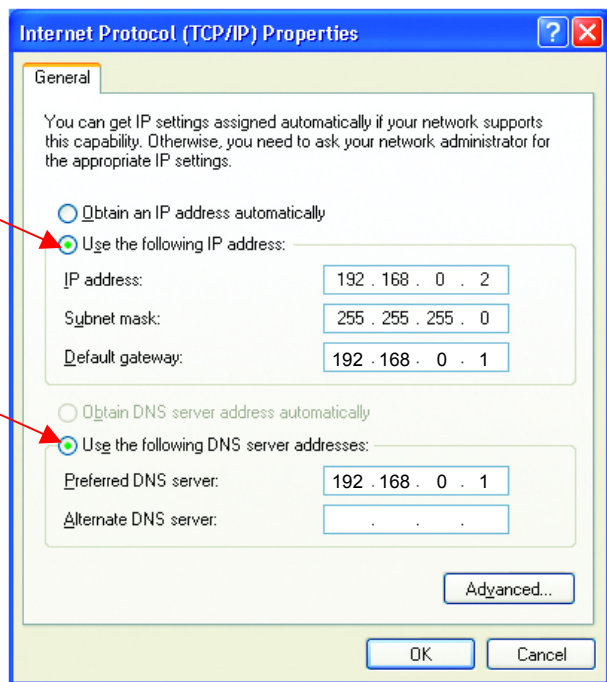 Internet Protocol (TCP/IP) Properties
?
General
You can get IP settings assigned automatically if your network supports
this capability. Otherwise, you need to ask your network administrator for
the appropriate IP settings.
Obtain an IP address automatically
Use the following IP address:
IP address: 192 . 168 . 0 . 2
Subnet mask: 255 . 255 . 255 . 0
Default gateway: 192 . 168 . 0 . 1
Obtain DNS server address automatically
Use the following DNS server addresses:
Preferred DNS server: 192 . 168 . 0 . 1
Alternate DNS server: . . .
Advanced...
OK Cancel